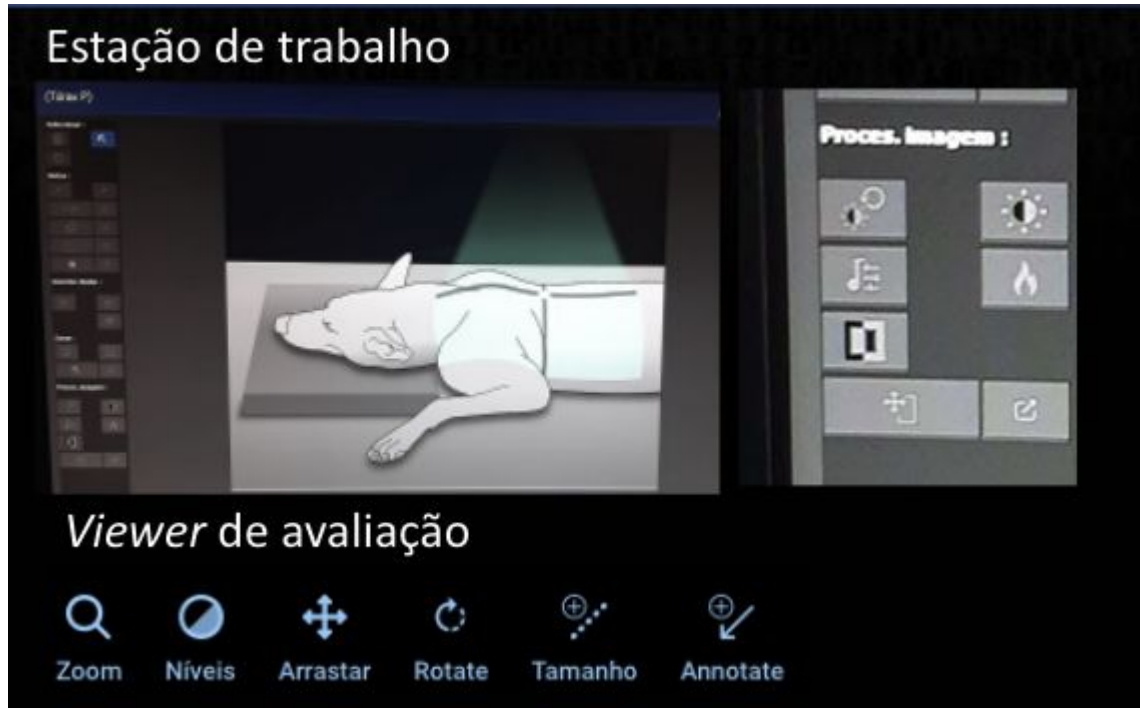 Estação de trabalho
(Tórax P)
Proces. imagem :
Viewer de avaliação
Zoom
Níveis
Arrastar
Rotate
Tamanho
Annotate